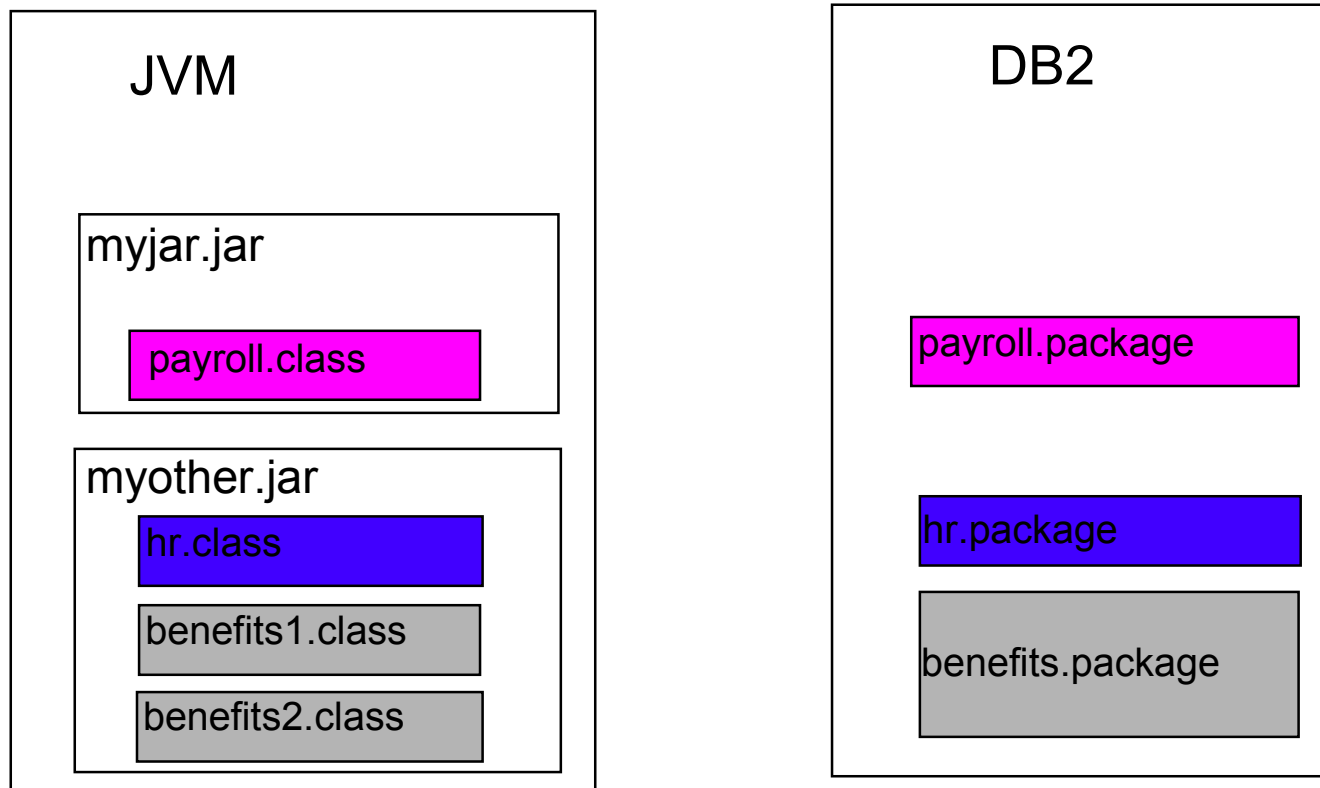 JVM
myjar.jar
payroll.class
myother.jar
hr.class
benefits1.class
benefits2.class
DB2
payroll.package
hr.package
benefits.package